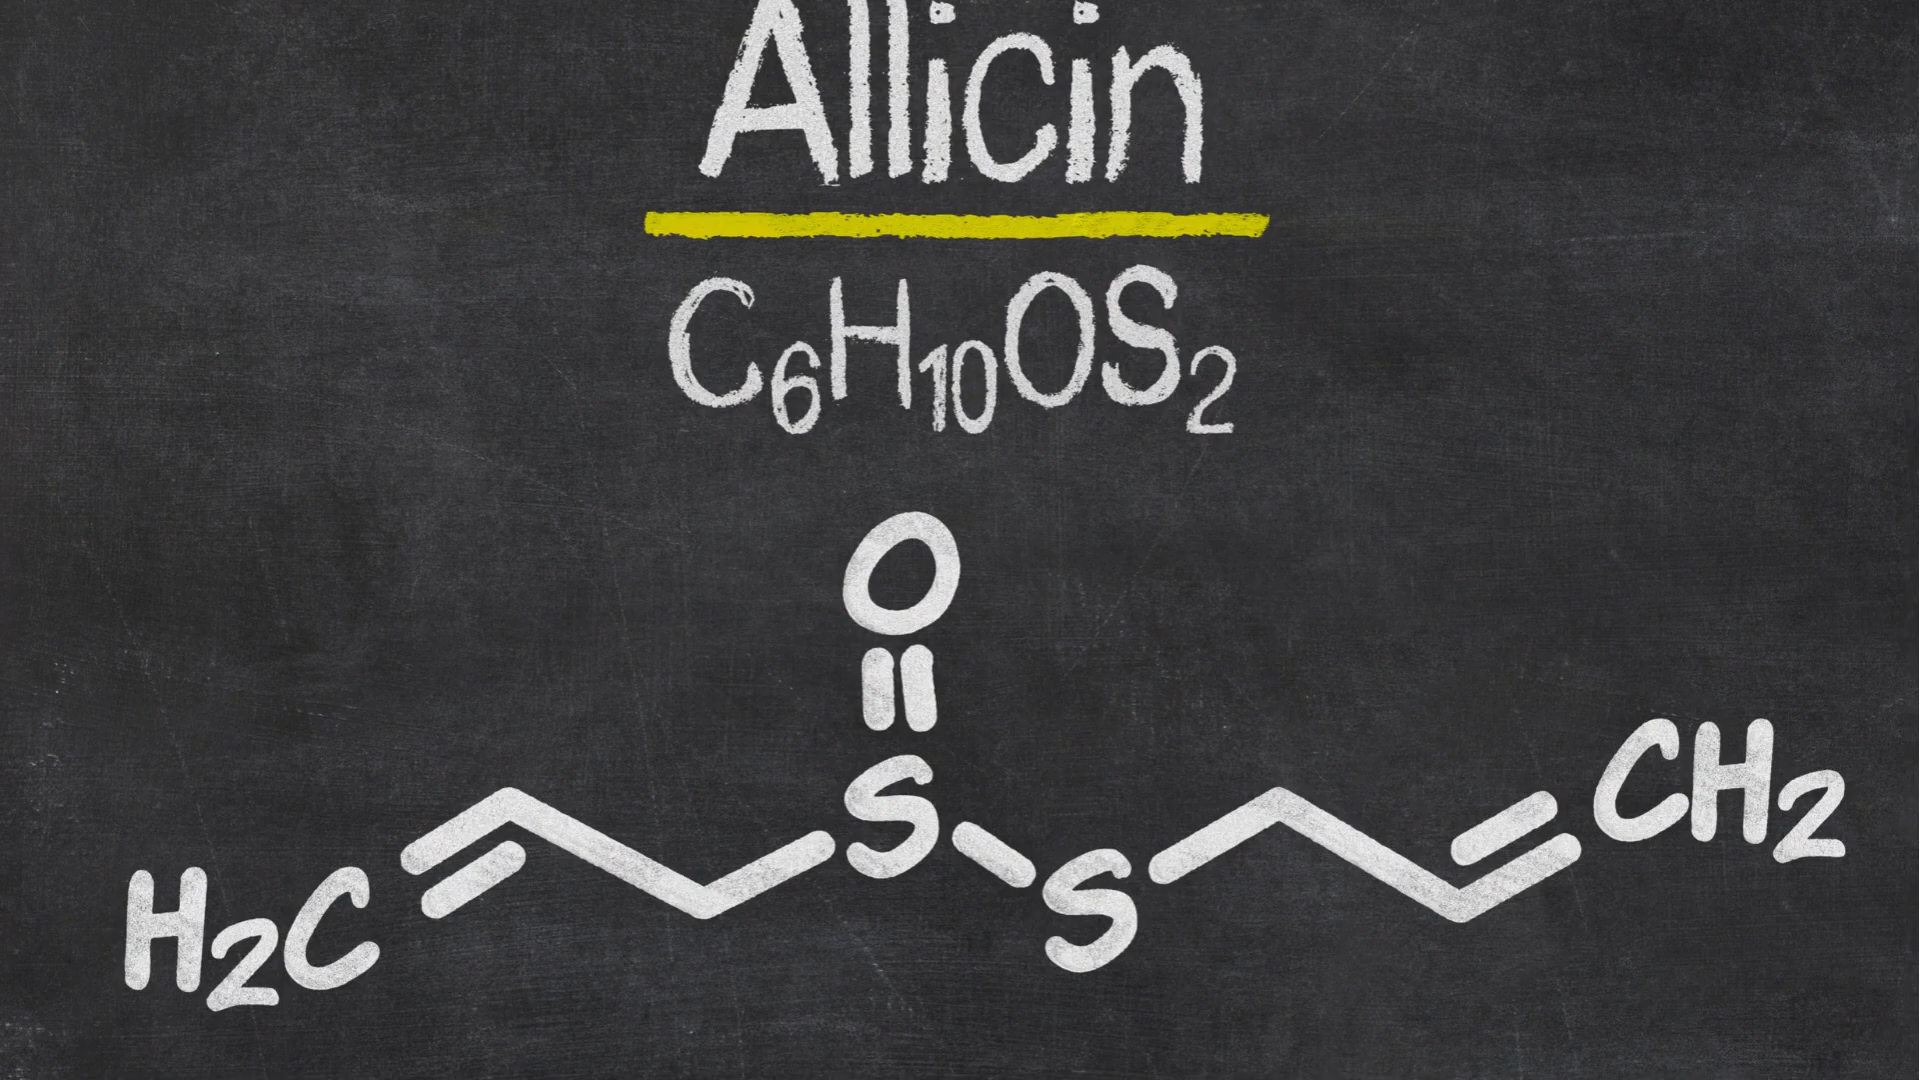 Allicin
C₆H₁₀OS₂
O
S
S
H₂C
CH₂